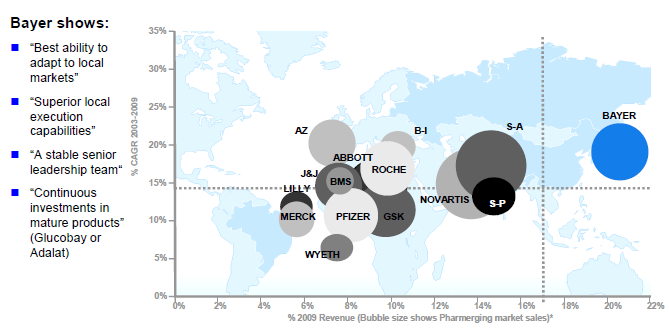 Bayer shows:
“Best ability to
adapt to local
markets”
“Superior local
execution
capabilities”
“A stable senior
leadership team“
“Continuous
investments in
mature products”
(Glucobay or
Adalat)
% CAGR 2003-2009
35%
30%
25%
20%
15%
10%
5%
0%
BAYER
AZ
B-I
S-A
ABBOTT
J&J
ROCHE
BMS
LILLY
NOVARTIS
S-P
MERCK
PFIZER
GSK
WYETH
0% 2% 4% 6% 8% 10% 12% 14% 16% 18% 20% 22%
% 2009 Revenue (Bubble size shows Pharmerging market sales)*